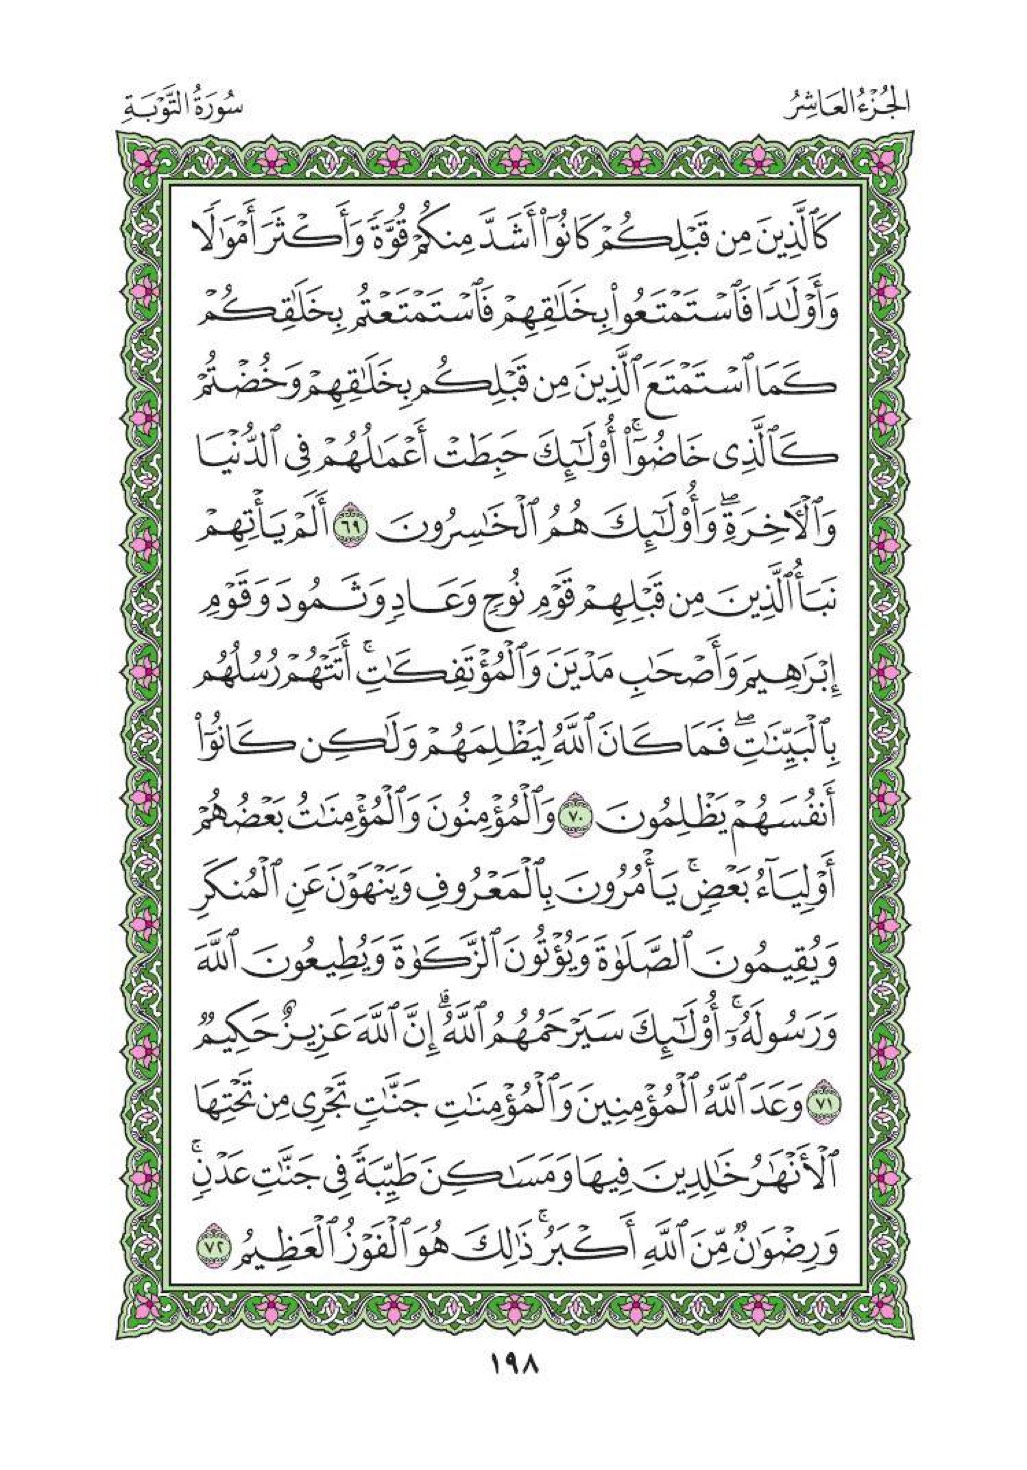 الجُزْءُ العَاشِرُ
سُورَةُ التَّوْبَةِ
كَٱلَّذِينَ مِن قَبْلِكُمْ كَانُوٓا۟ أَشَدَّ مِنكُمْ قُوَّةً وَأَكْثَرَ أَمْوَٰلًا
وَأَوْلَٰدًا فَٱسْتَمْتَعُوا۟ بِخَلَٰقِهِمْ فَٱسْتَمْتَعْتُم بِخَلَٰقِكُمْ
كَمَا ٱسْتَمْتَعَ ٱلَّذِينَ مِن قَبْلِكُم بِخَلَٰقِهِمْ وَخُضْتُمْ
كَٱلَّذِى خَاضُوٓا۟ ۚ أُو۟لَٰٓئِكَ حَبِطَتْ أَعْمَٰلُهُمْ فِى ٱلدُّنْيَا
وَٱلْءَاخِرَةِ ۖ وَأُو۟لَٰٓئِكَ هُمُ ٱلْخَٰسِرُونَ ٦٩ أَلَمْ يَأْتِهِمْ
نَبَأُ ٱلَّذِينَ مِن قَبْلِهِمْ قَوْمِ نُوحٍ وَعَادٍ وَثَمُودَ وَقَوْمِ
إِبْرَٰهِيمَ وَأَصْحَٰبِ مَدْيَنَ وَٱلْمُؤْتَفِكَٰتِ ۚ أَتَتْهُمْ رُسُلُهُم
بِٱلْبَيِّنَٰتِ ۖ فَمَا كَانَ ٱللَّهُ لِيَظْلِمَهُمْ وَلَٰكِن كَانُوٓا۟
أَنفُسَهُمْ يَظْلِمُونَ ٧٠ وَٱلْمُؤْمِنُونَ وَٱلْمُؤْمِنَٰتُ بَعْضُهُمْ
أَوْلِيَآءُ بَعْضٍ ۚ يَأْمُرُونَ بِٱلْمَعْرُوفِ وَيَنْهَوْنَ عَنِ ٱلْمُنكَرِ
وَيُقِيمُونَ ٱلصَّلَوٰةَ وَيُؤْتُونَ ٱلزَّكَوٰةَ وَيُطِيعُونَ ٱللَّهَ
وَرَسُولَهُۥٓ ۚ أُو۟لَٰٓئِكَ سَيَرْحَمُهُمُ ٱللَّهُ ۗ إِنَّ ٱللَّهَ عَزِيزٌ حَكِيمٌ
٧١ وَعَدَ ٱللَّهُ ٱلْمُؤْمِنِينَ وَٱلْمُؤْمِنَٰتِ جَنَّٰتٍ تَجْرِى مِن تَحْتِهَا
ٱلْأَنْهَٰرُ خَٰلِدِينَ فِيهَا وَمَسَٰكِنَ طَيِّبَةً فِى جَنَّٰتِ عَدْنٍ ۚ
وَرِضْوَٰنٌ مِّنَ ٱللَّهِ أَكْبَرُ ۚ ذَٰلِكَ هُوَ ٱلْفَوْزُ ٱلْعَظِيمُ ٧٢
١٩٨